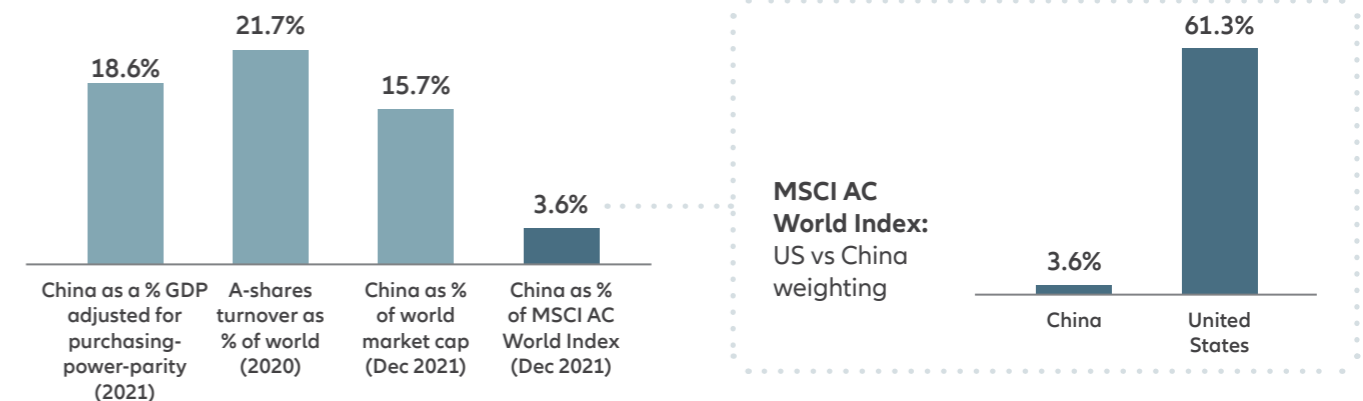 18.6%
21.7%
15.7%
3.6%
China as a % GDP
adjusted for
purchasing-
power-parity
(2021)
A-shares
turnover as
% of world
(2020)
China as %
of world
market cap
(Dec 2021)
China as %
of MSCI AC
World Index
(Dec 2021)
MSCI AC
World Index:
US vs China
weighting
3.6%
61.3%
China
United
States